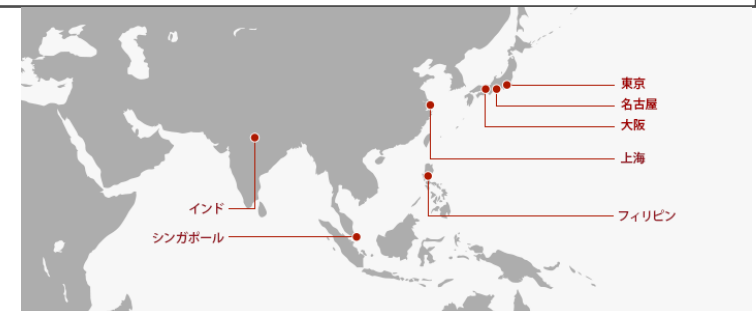 東京
名古屋
大阪
上海
インド
フィリピン
シンガポール